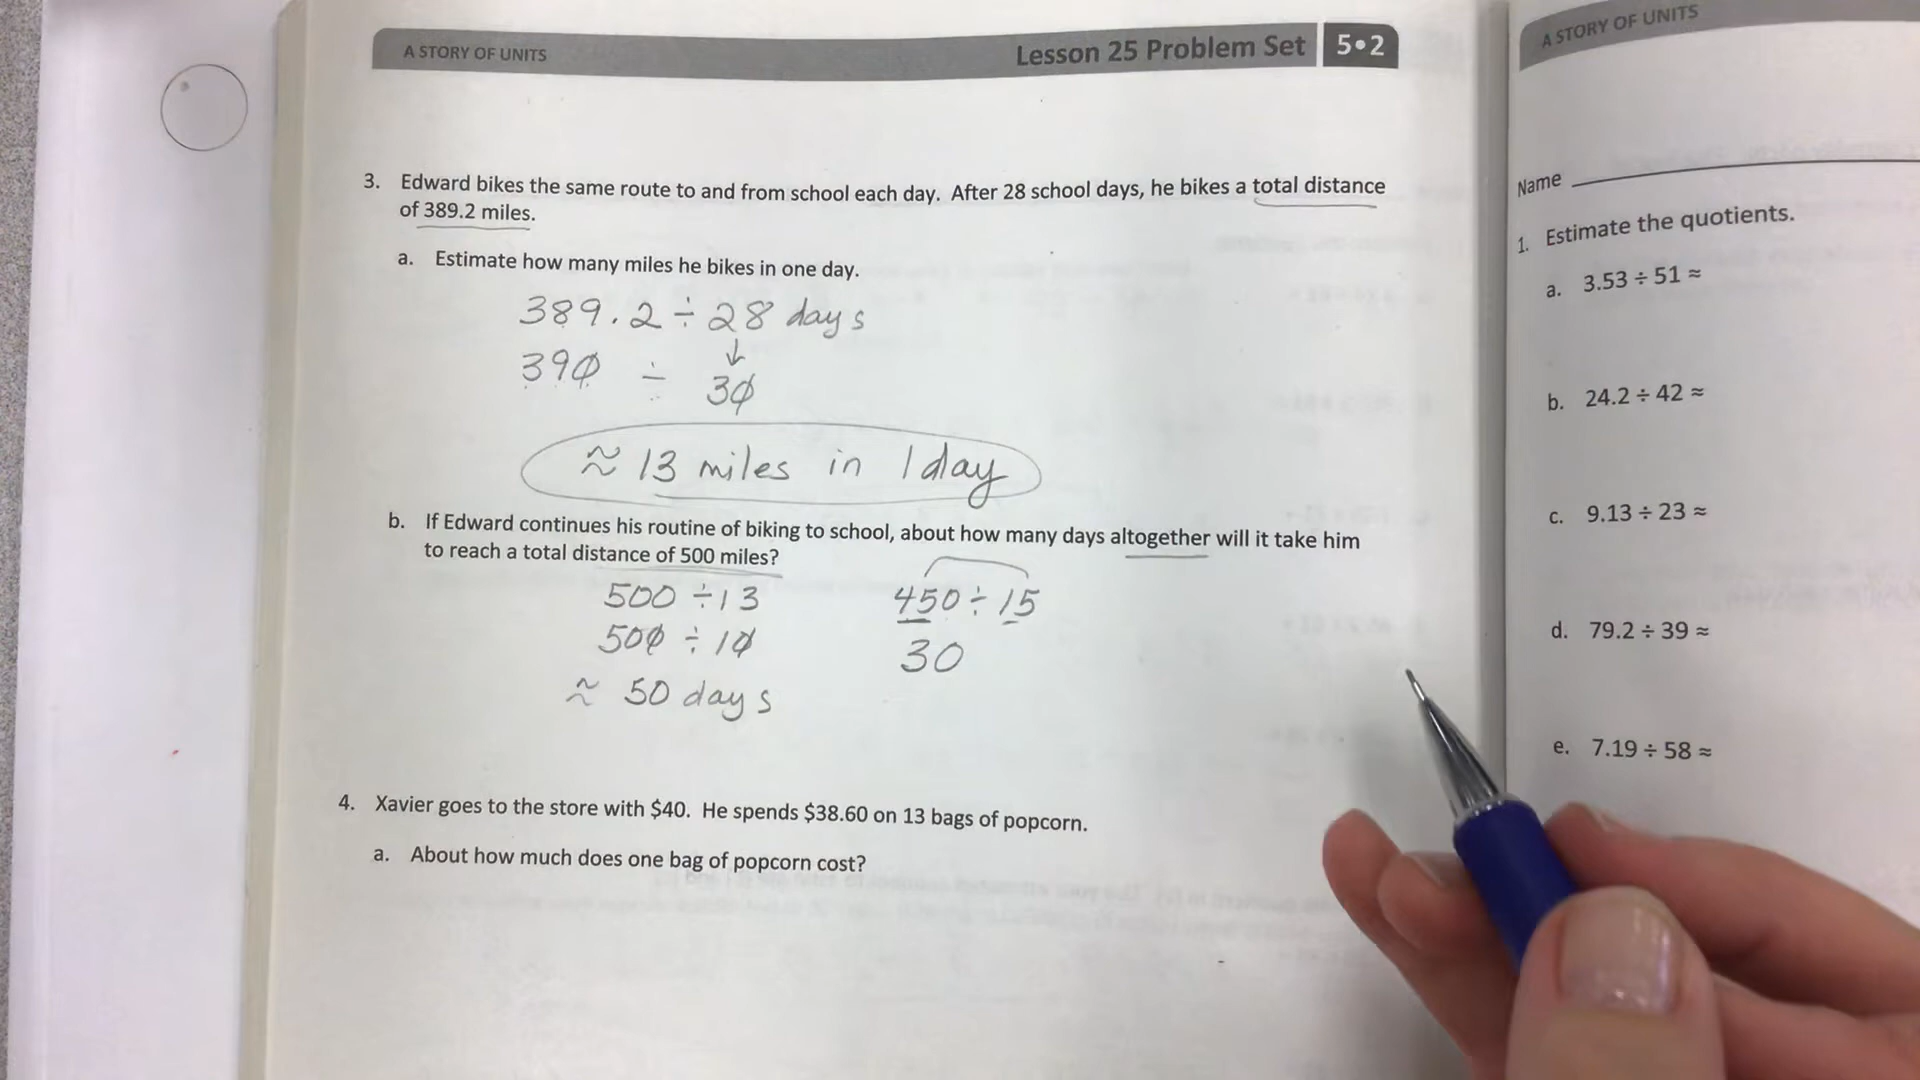 A STORY OF UNITS
Lesson 25 Problem Set 5•2
3. Edward bikes the same route to and from school each day. After 28 school days, he bikes a total distance
of 389.2 miles.
a. Estimate how many miles he bikes in one day.
389.2 ÷ 28 days
↓
390 ÷ 30
≈ 13 miles in 1 day
b. If Edward continues his routine of biking to school, about how many days altogether will it take him
to reach a total distance of 500 miles?
500 ÷ 13
500 ÷ 10
≈ 50 days
450 ÷ 15
30
4. Xavier goes to the store with $40. He spends $38.60 on 13 bags of popcorn.
a. About how much does one bag of popcorn cost?
A STORY OF UNITS
Name
1. Estimate the quotients.
a. 3.53 ÷ 51 ≈
b. 24.2 ÷ 42 ≈
c. 9.13 ÷ 23 ≈
d. 79.2 ÷ 39 ≈
e. 7.19 ÷ 58 ≈